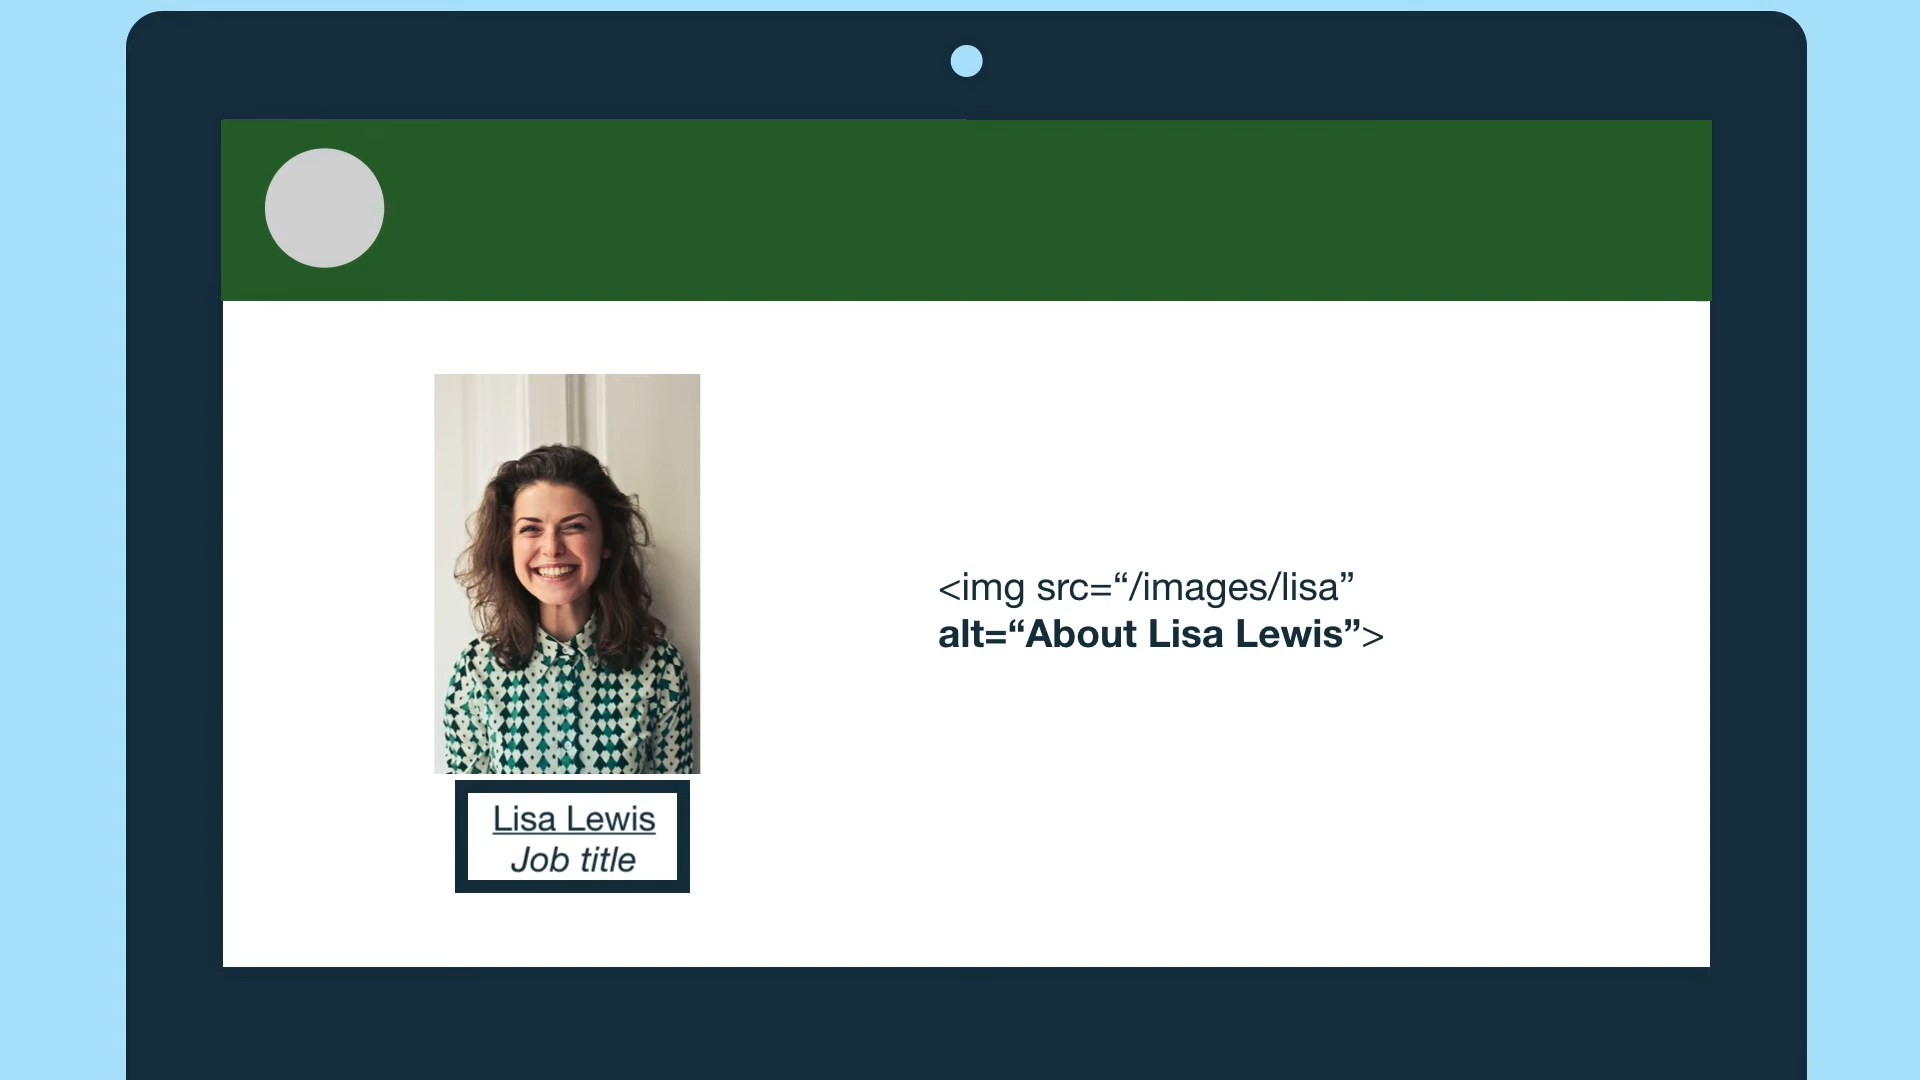 <img src=“/images/lisa”
alt=“About Lisa Lewis”>
Lisa Lewis
Job title